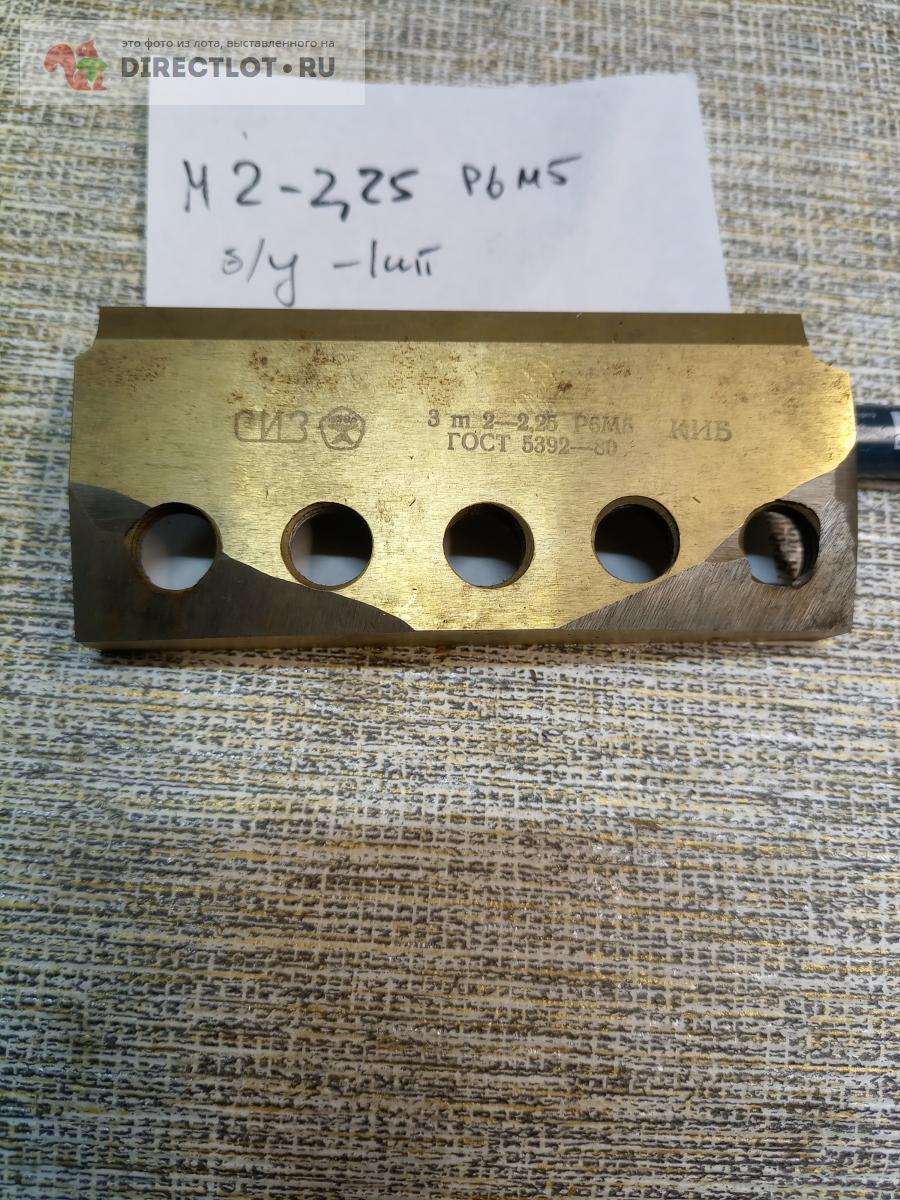 это фото из лота, выставленного на
DIRECTLOT.RU
М 2-2,25 Р6М5
б/у -1шт
СИЗ 3 m 2—2,25 Р6М5 КИБ
ГОСТ 5392—80